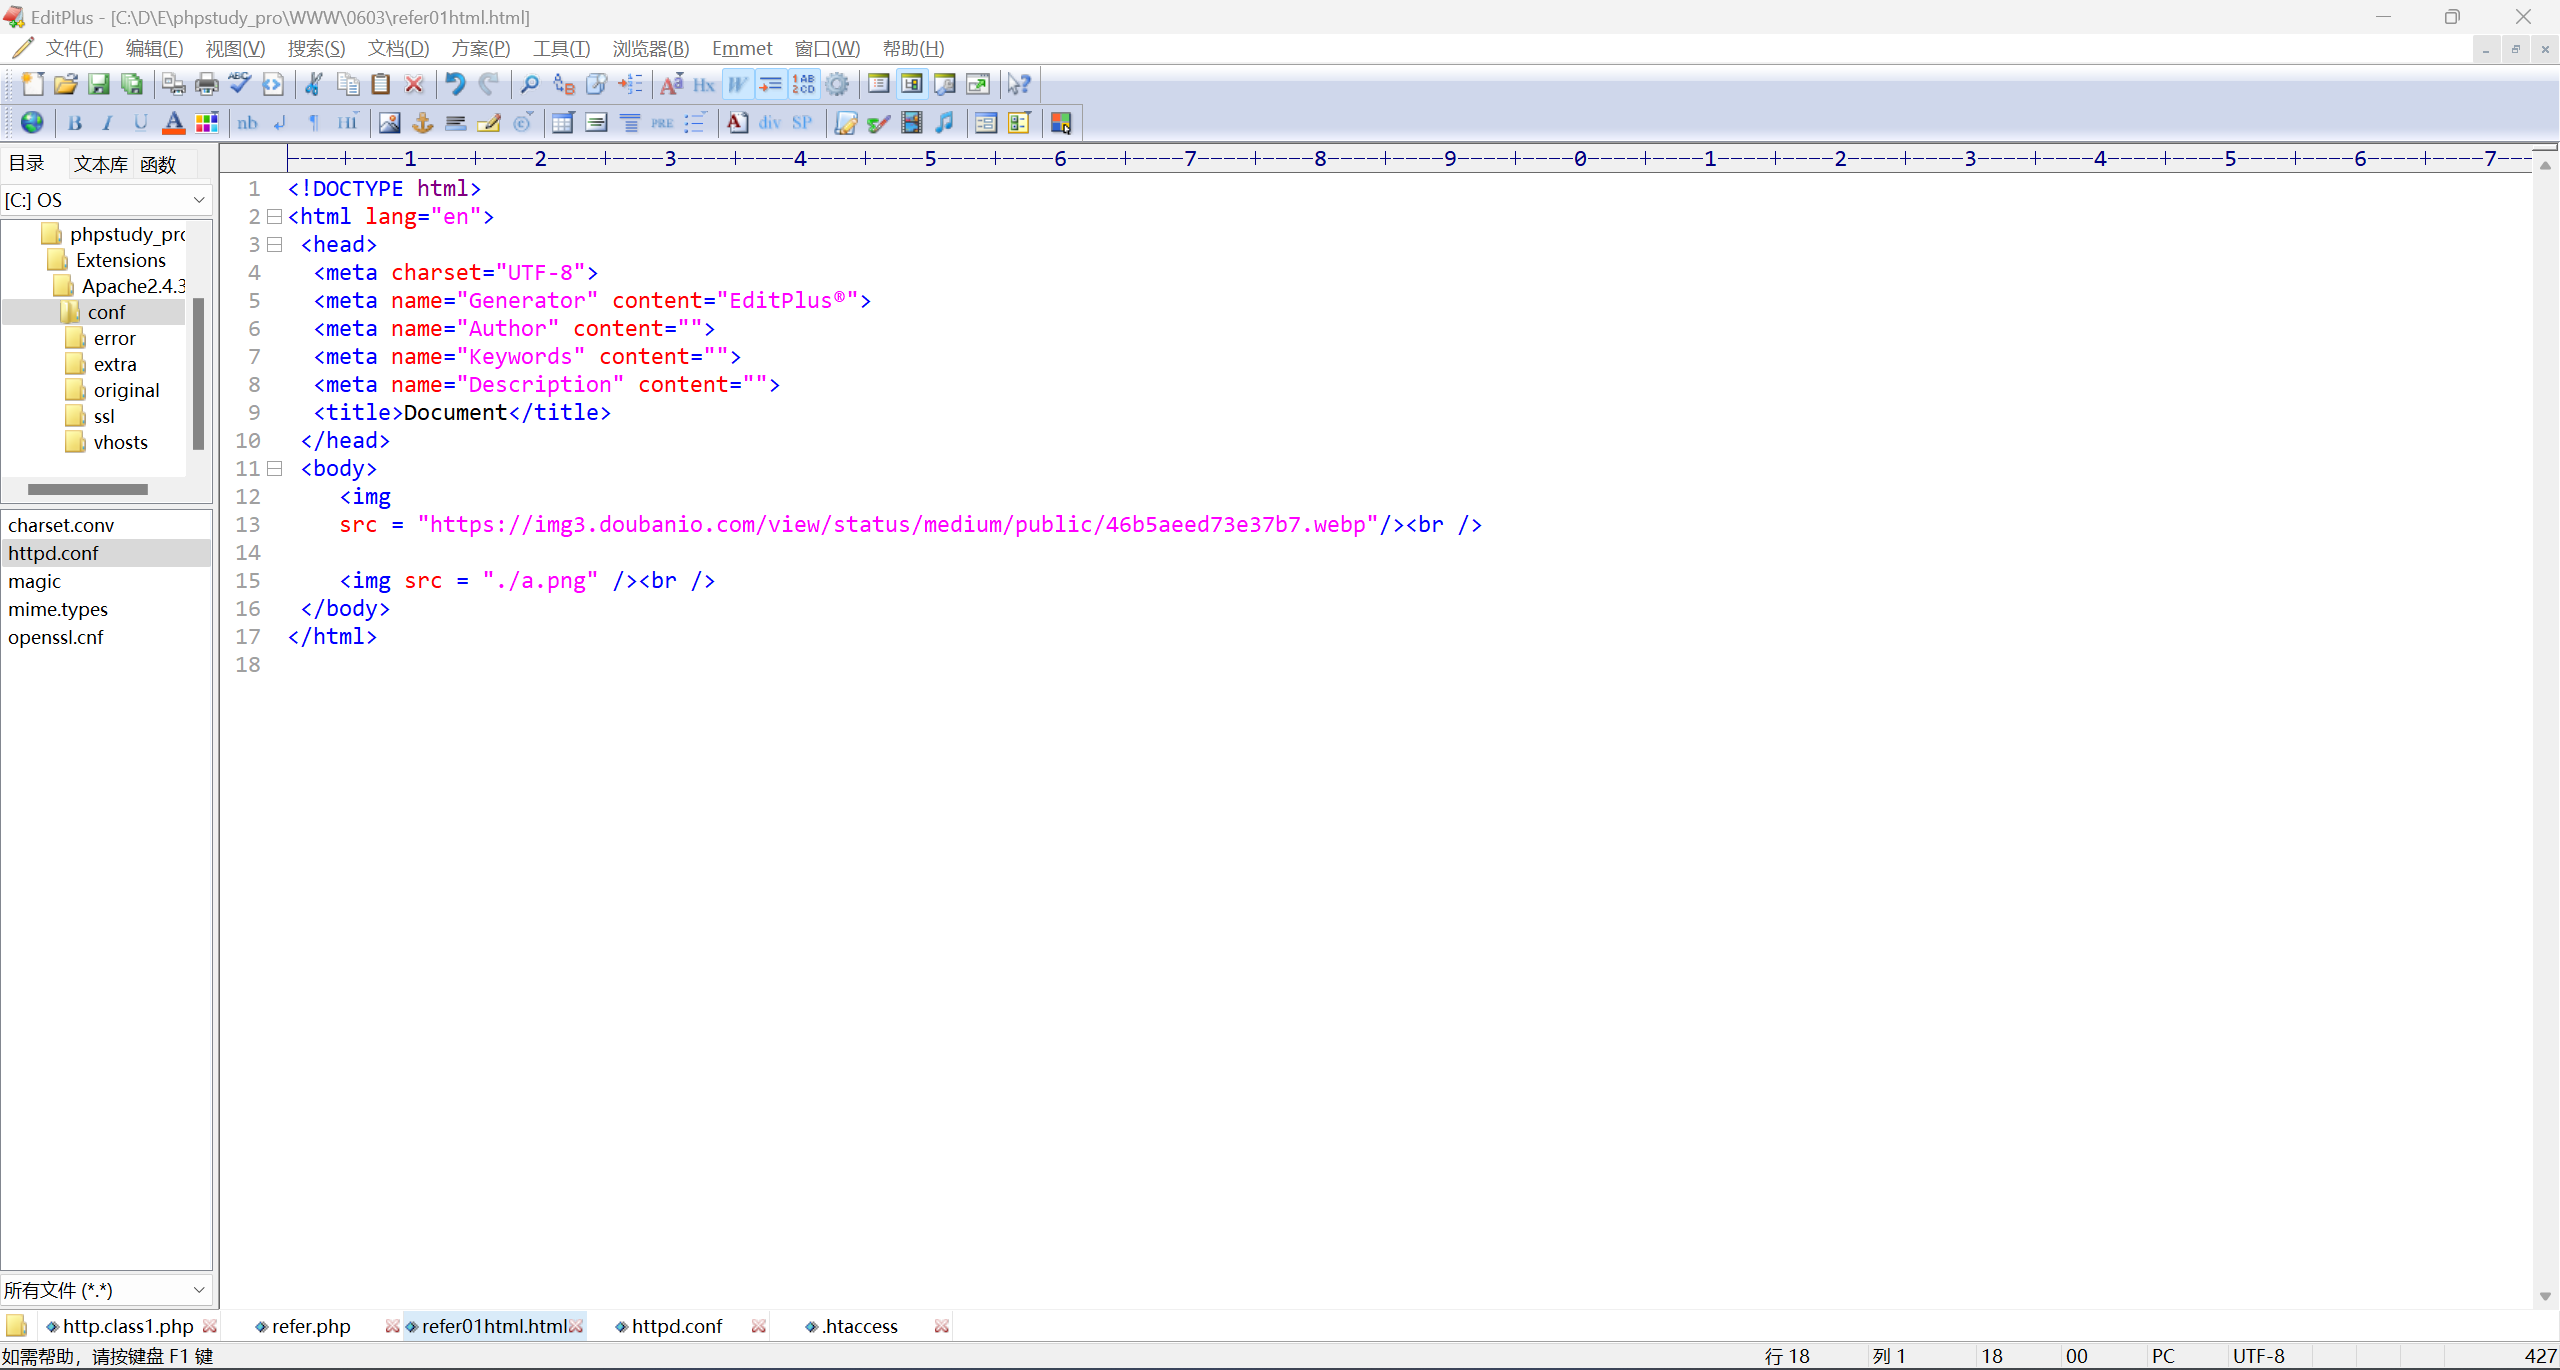 EditPlus - [C:\D\E\phpstudy_pro\WWW\0603\refer01html.html]
文件(F) 编辑(E) 视图(V) 搜索(S) 文档(D) 方案(P) 工具(T) 浏览器(B) Emmet 窗口(W) 帮助(H)
B I U A nb HI PRE A div SP
目录 文本库 函数
[C:] OS
phpstudy_pro
Extensions
Apache2.4.3
conf
error
extra
original
ssl
vhosts
charset.conv
httpd.conf
magic
mime.types
openssl.cnf
所有文件 (*.*)
----+----1----+----2----+----3----+----4----+----5----+----6----+----7----+----8----+----9----+----0----+----1----+----2----+----3----+----4----+----5----+----6----+----7---
1 <!DOCTYPE html>
2 <html lang="en">
3 <head>
4 <meta charset="UTF-8">
5 <meta name="Generator" content="EditPlus®">
6 <meta name="Author" content="">
7 <meta name="Keywords" content="">
8 <meta name="Description" content="">
9 <title>Document</title>
10 </head>
11 <body>
12 <img
13 src = "https://img3.doubanio.com/view/status/medium/public/46b5aeed73e37b7.webp"/><br />
14
15 <img src = "./a.png" /><br />
16 </body>
17 </html>
18
http.class1.php refer.php refer01html.html httpd.conf .htaccess
如需帮助，请按键盘 F1 键 行 18 列 1 18 00 PC UTF-8 427